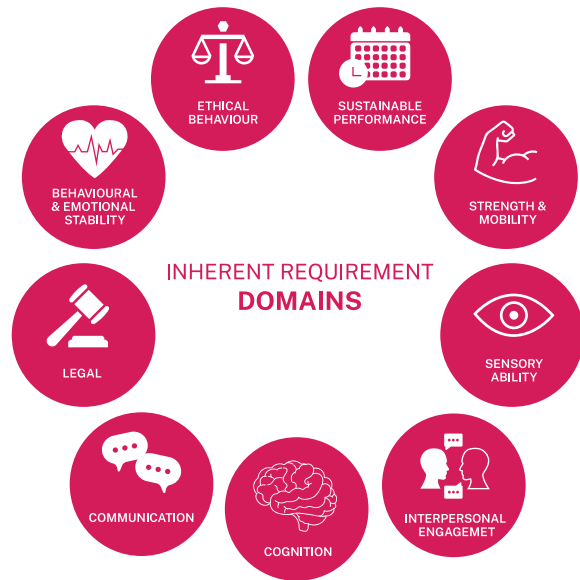 ETHICAL
BEHAVIOUR
SUSTAINABLE
PERFORMANCE
BEHAVIOURAL
& EMOTIONAL
STABILITY
STRENGTH &
MOBILITY
INHERENT REQUIREMENT
DOMAINS
LEGAL
SENSORY
ABILITY
COMMUNICATION
COGNITION
INTERPERSONAL
ENGAGEMET